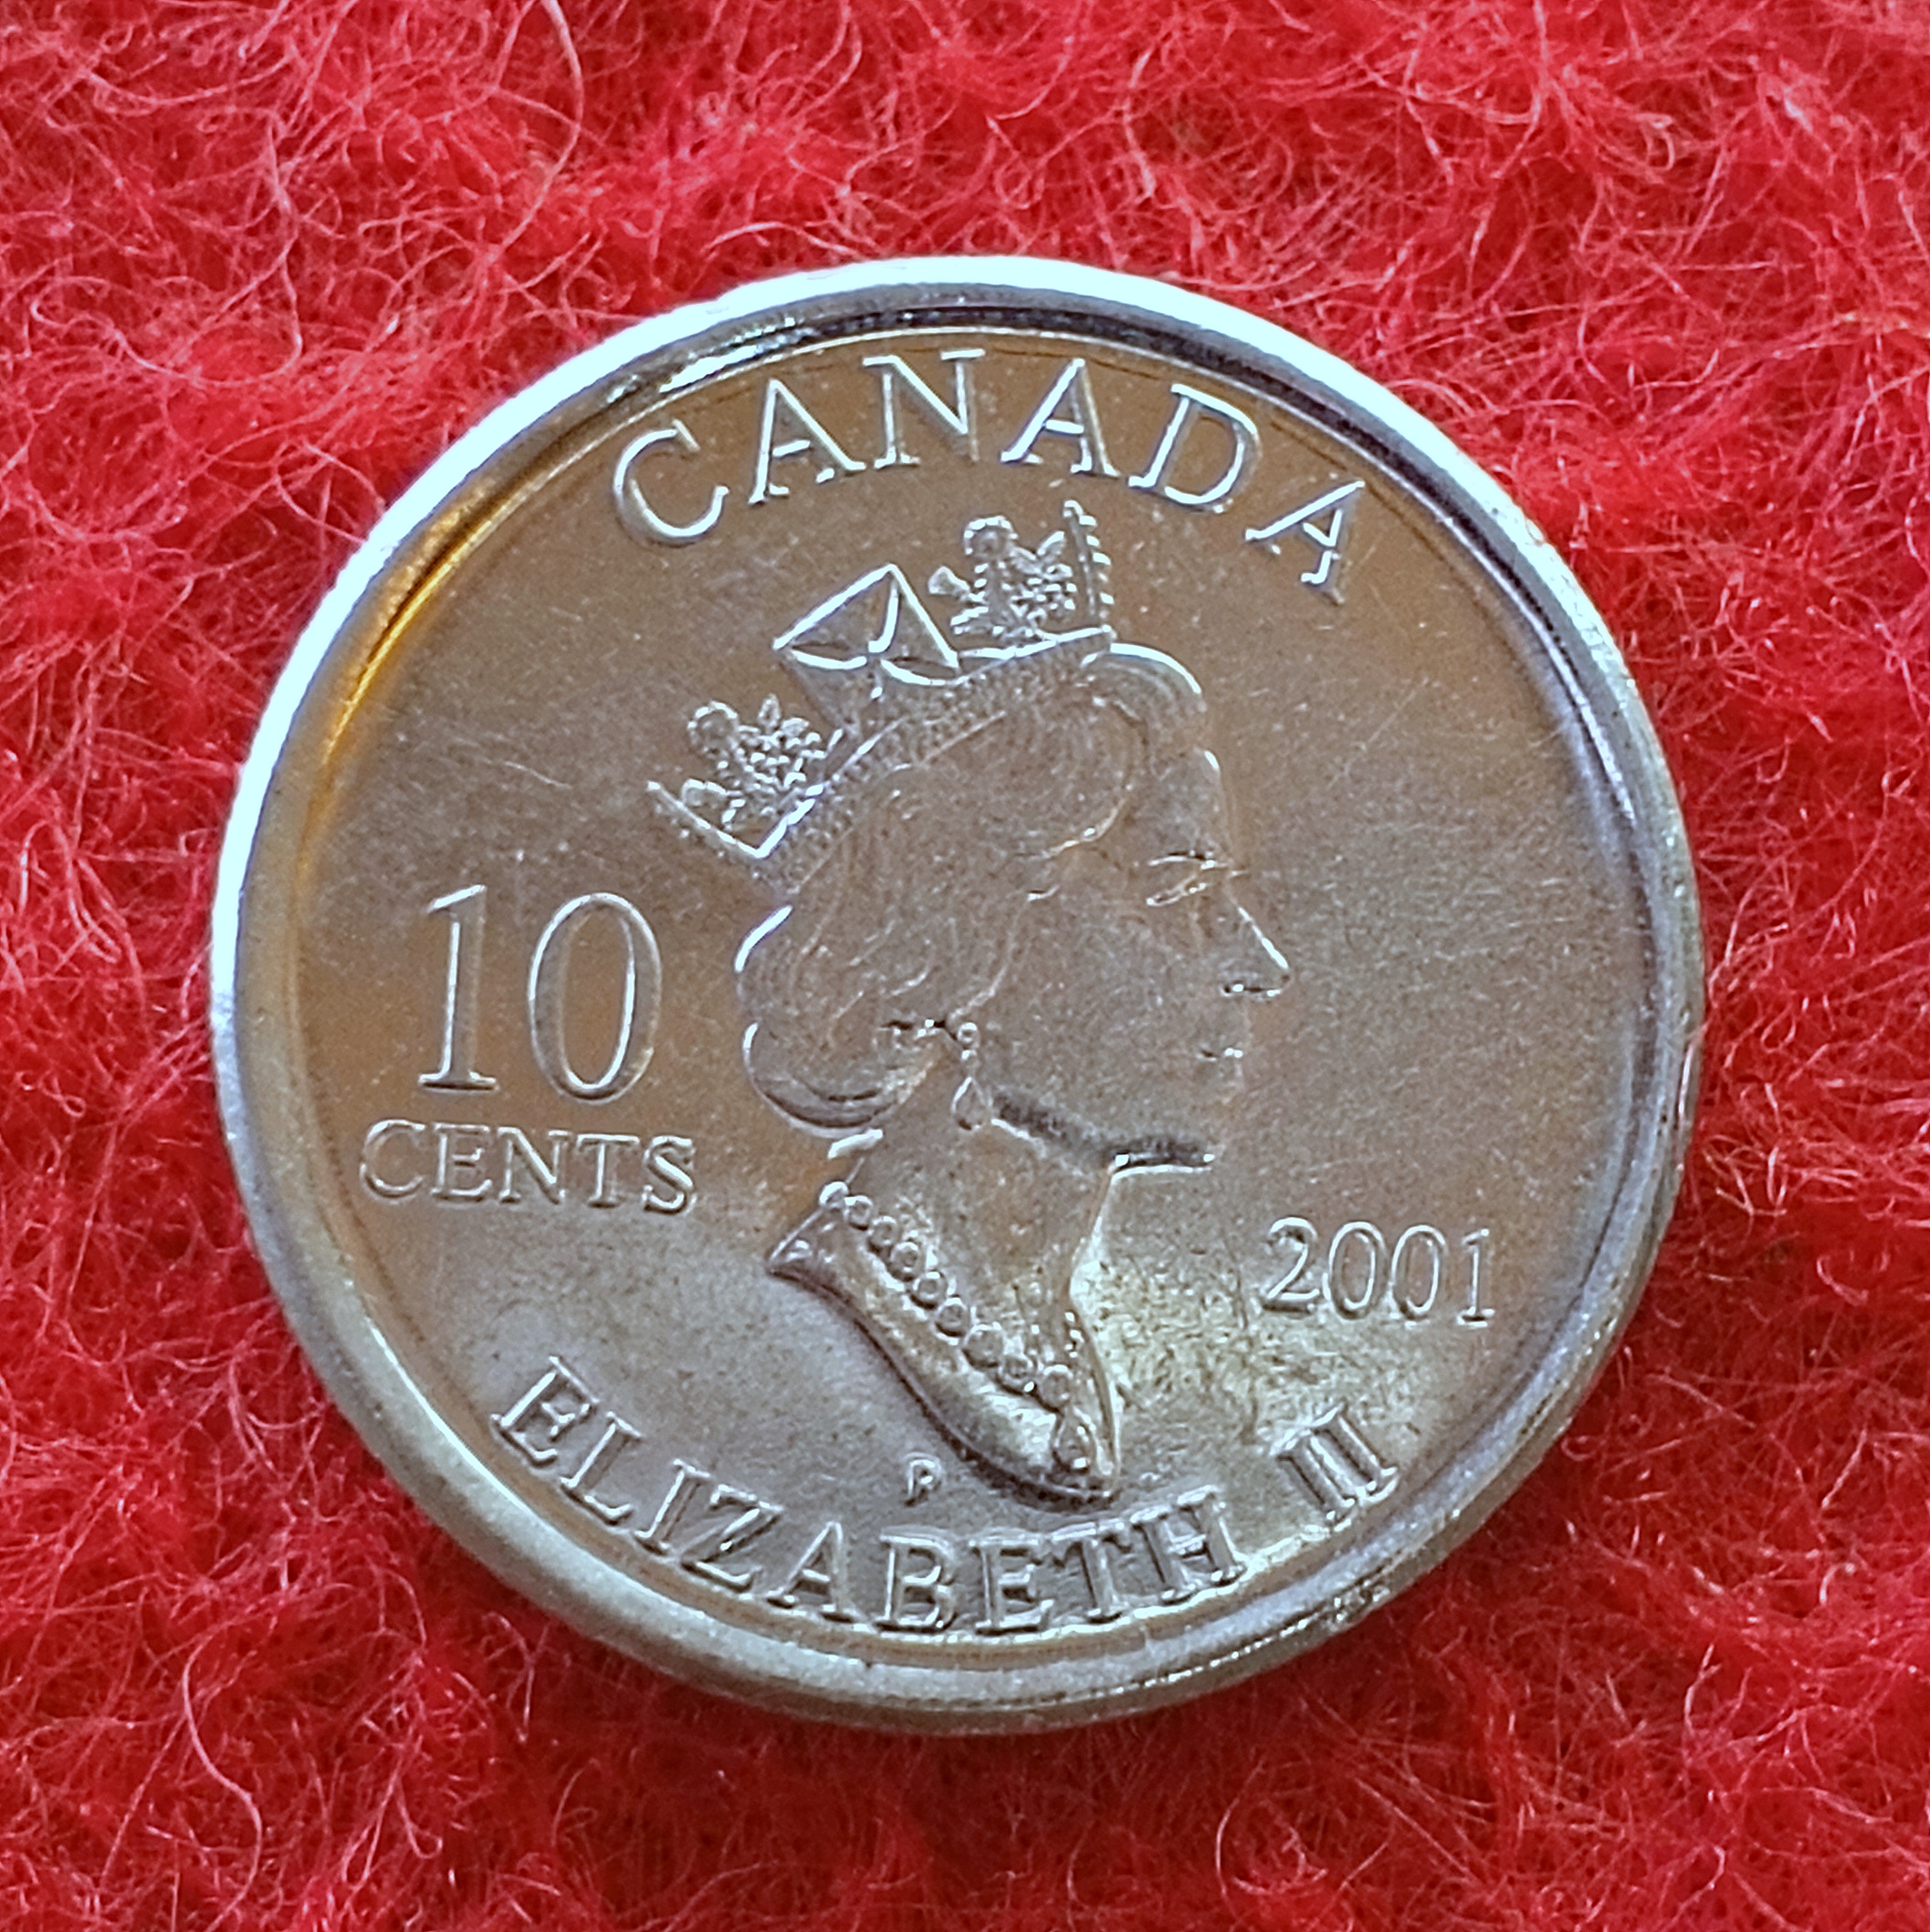 CANADA
10
CENTS
2001
P
ELIZABETH II